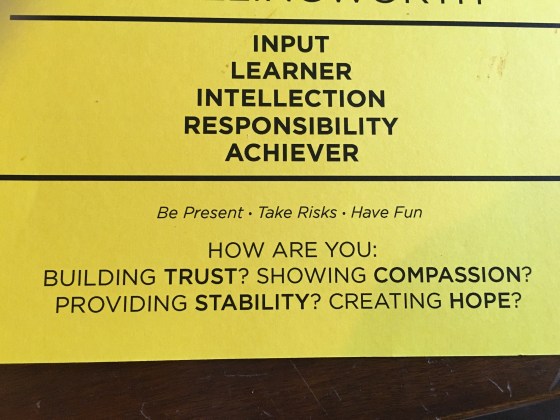 INPUT
LEARNER
INTELLECTION
RESPONSIBILITY
ACHIEVER
Be Present · Take Risks · Have Fun
HOW ARE YOU:
BUILDING TRUST? SHOWING COMPASSION?
PROVIDING STABILITY? CREATING HOPE?